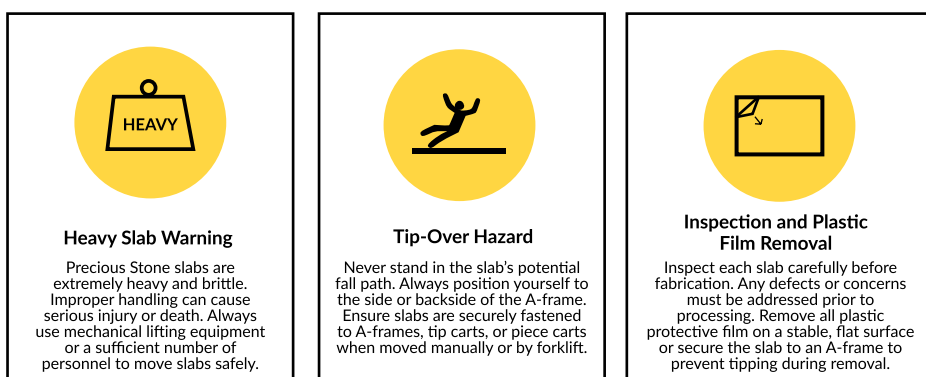 HEAVY
Heavy Slab Warning
Precious Stone slabs are
extremely heavy and brittle.
Improper handling can cause
serious injury or death. Always
use mechanical lifting equipment
or a sufficient number of
personnel to move slabs safely.
Tip-Over Hazard
Never stand in the slab's potential
fall path. Always position yourself to
the side or backside of the A-frame.
Ensure slabs are securely fastened
to A-frames, tip carts, or piece carts
when moved manually or by forklift.
Inspection and Plastic
Film Removal
Inspect each slab carefully before
fabrication. Any defects or concerns
must be addressed prior to
processing. Remove all plastic
protective film on a stable, flat surface
or secure the slab to an A-frame to
prevent tipping during removal.